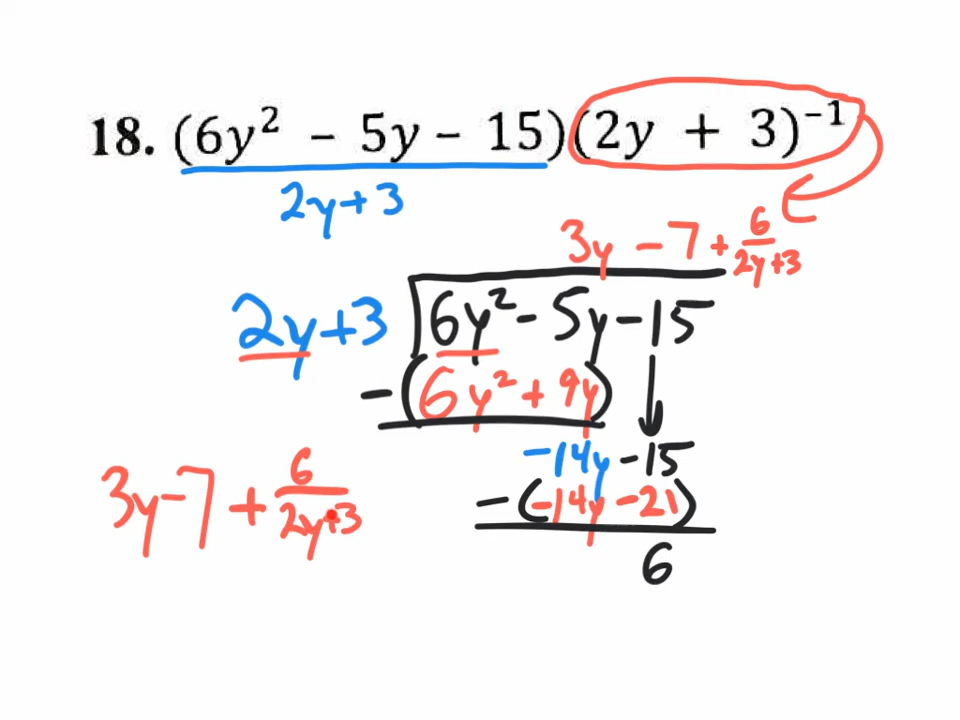 18. (6y² − 5y − 15)(2y + 3)⁻¹
2y+3
3y −7 + 6/(2y+3)
2y+3 6y² − 5y − 15
−(6y² + 9y)
−14y −15
−(−14y −21)
6
3y−7 + 6/(2y+3)